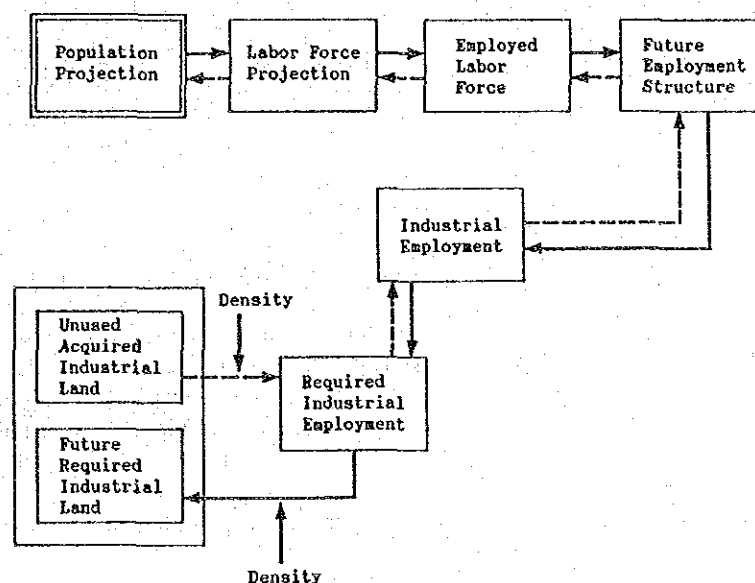 Population
Projection
Labor Force
Projection
Employed
Labor
Force
Future
Employment
Structure
Industrial
Employment
Density
Unused
Acquired
Industrial
Land
Required
Industrial
Employment
Future
Required
Industrial
Land
Density